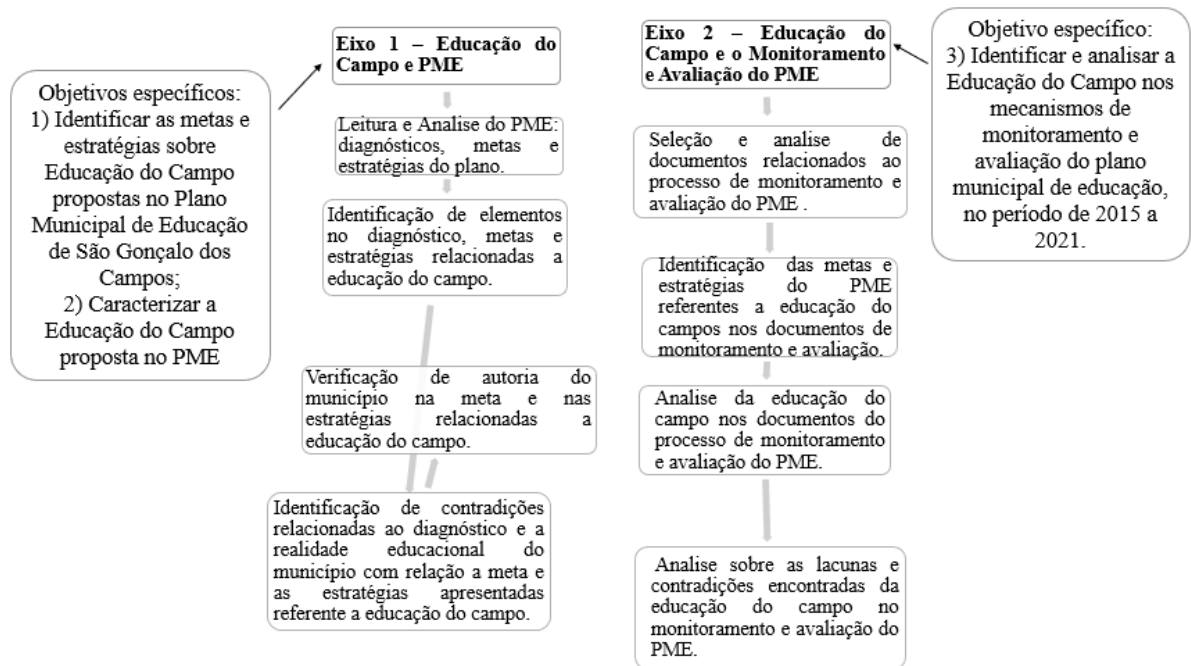 Objetivos específicos:
1) Identificar as metas e
estratégias sobre
Educação do Campo
propostas no Plano
Municipal de Educação
de São Gonçalo dos
Campos;
2) Caracterizar a
Educação do Campo
proposta no PME
Eixo 1 – Educação do
Campo e PME
Leitura e Analise do PME:
diagnósticos, metas e
estratégias do plano.
Identificação de elementos
no diagnóstico, metas e
estratégias relacionadas a
educação do campo.
Verificação de autoria do
município na meta e nas
estratégias relacionadas a
educação do campo.
Identificação de contradições
relacionadas ao diagnóstico e a
realidade educacional do
município com relação a meta e
as estratégias apresentadas
referente a educação do campo.
Eixo 2 – Educação do
Campo e o Monitoramento
e Avaliação do PME
Seleção e analise de
documentos relacionados ao
processo de monitoramento e
avaliação do PME .
Identificação das metas e
estratégias do PME
referentes a educação do
campos nos documentos de
monitoramento e avaliação.
Analise da educação do
campo nos documentos do
processo de monitoramento
e avaliação do PME.
Analise sobre as lacunas e
contradições encontradas da
educação do campo no
monitoramento e avaliação do
PME.
Objetivo específico:
3) Identificar e analisar a
Educação do Campo nos
mecanismos de
monitoramento e
avaliação do plano
municipal de educação,
no período de 2015 a
2021.